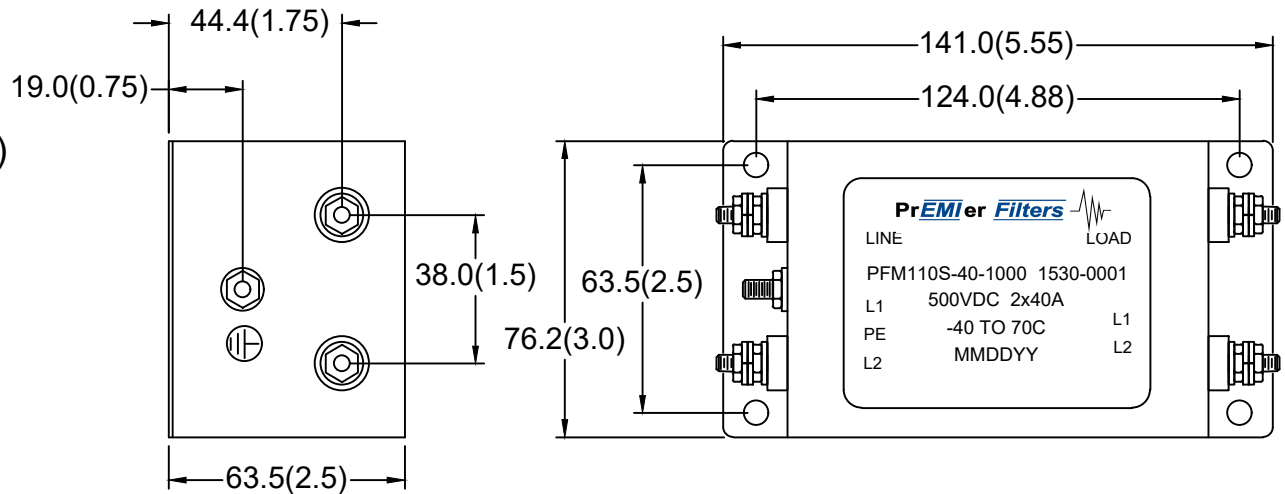 44.4(1.75)
19.0(0.75)
)
38.0(1.5)
63.5(2.5)
141.0(5.55)
124.0(4.88)
63.5(2.5)
76.2(3.0)
PrEMIer Filters
LINE LOAD
PFM110S-40-1000 1530-0001
500VDC 2x40A
L1 L1
-40 TO 70C
PE
MMDDYY
L2 L2